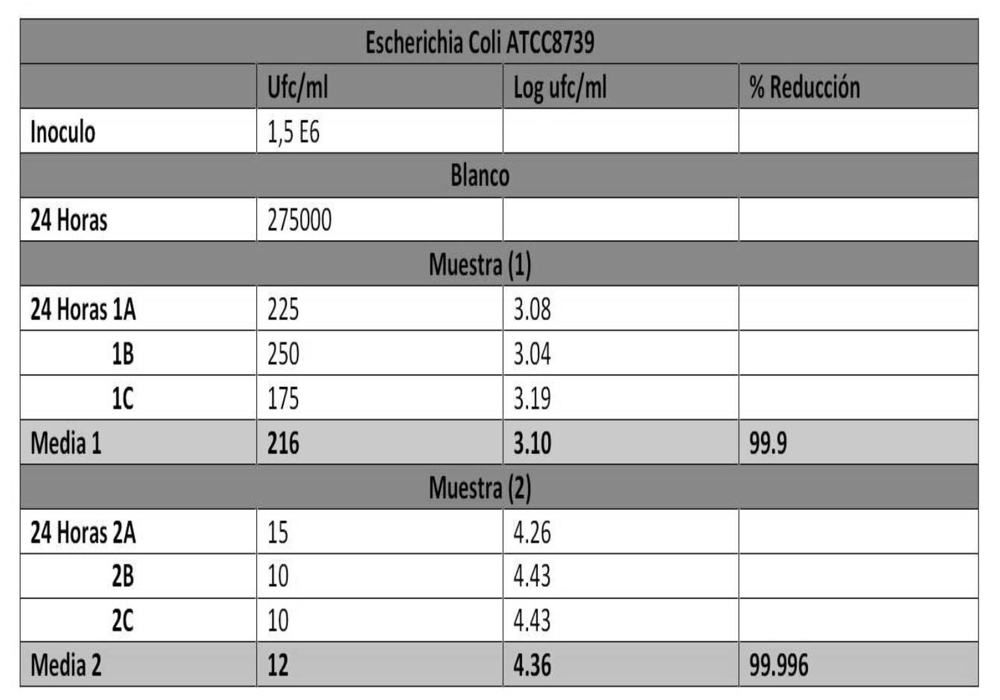 Escherichia Coli ATCC8739
Ufc/ml Log ufc/ml % Reducción
Inoculo 1,5 E6
Blanco
24 Horas 275000
Muestra (1)
24 Horas 1A 225 3.08
1B 250 3.04
1C 175 3.19
Media 1 216 3.10 99.9
Muestra (2)
24 Horas 2A 15 4.26
2B 10 4.43
2C 10 4.43
Media 2 12 4.36 99.996